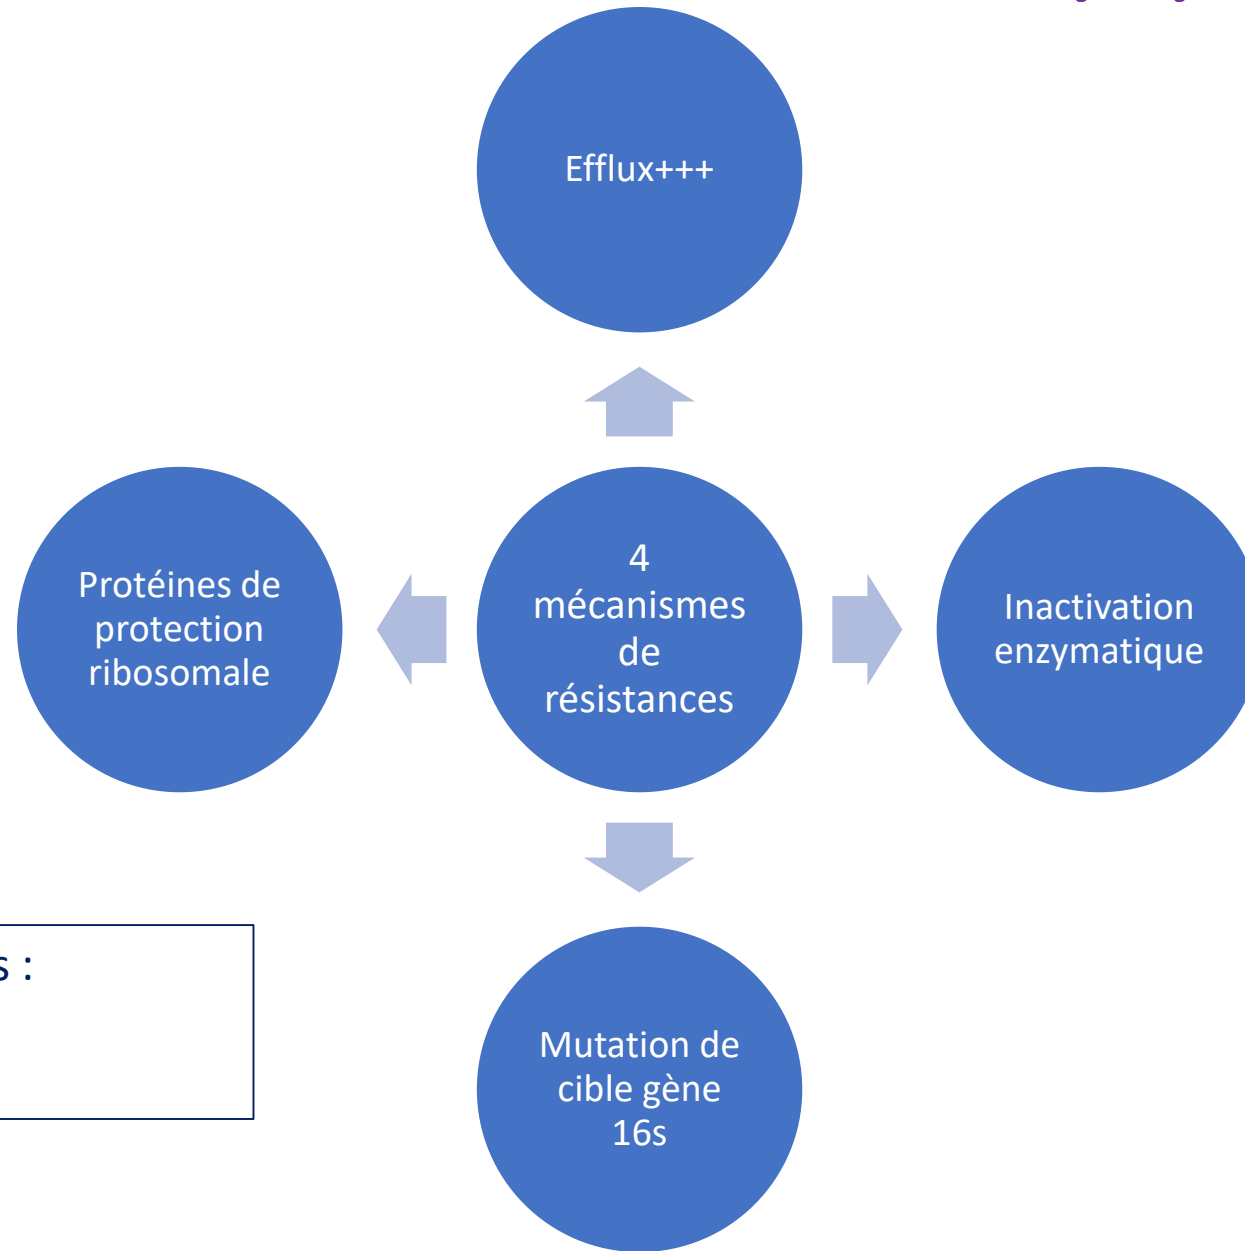 Efflux+++
Protéines de
protection
ribosomale
4
mécanismes
de
résistances
Inactivation
enzymatique
s :
Mutation de
cible gène
16s